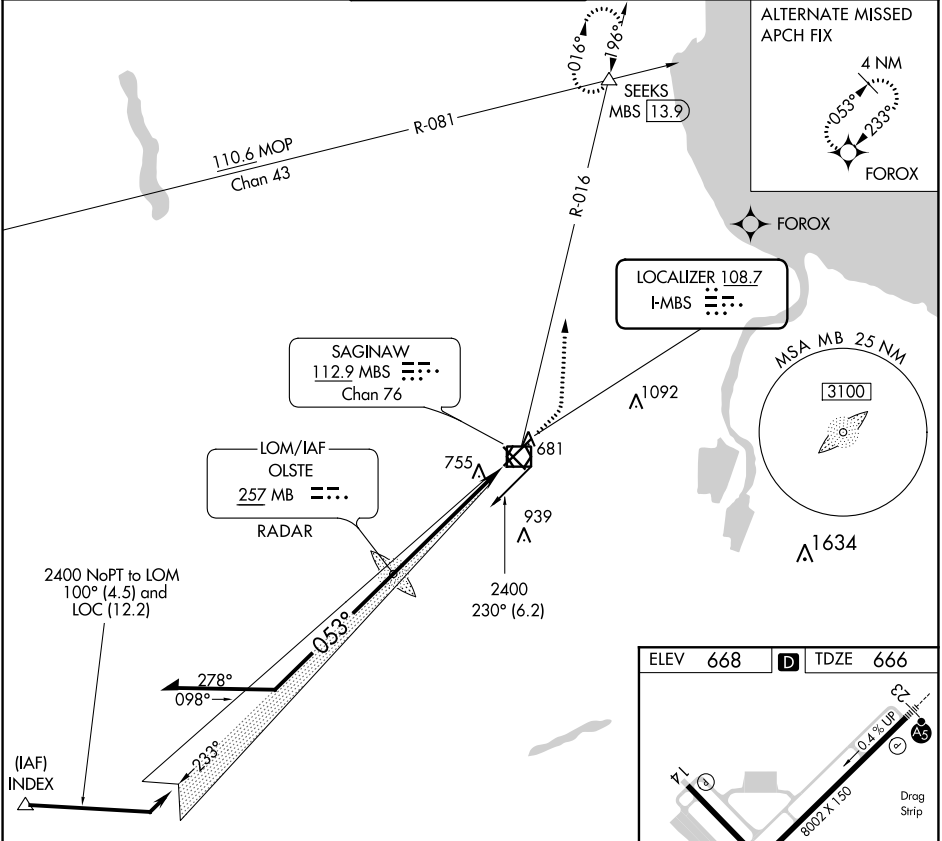 ALTERNATE MISSED
APCH FIX
4 NM
053°
233°
FOROX
016°
196°
SEEKS
MBS 13.9
R-081
110.6 MOP
Chan 43
R-016
FOROX
LOCALIZER 108.7
I-MBS
SAGINAW
112.9 MBS
Chan 76
MSA MB 25 NM
3100
1092
LOM/IAF
OLSTE
257 MB
RADAR
755
681
939
1634
2400 NoPT to LOM
100° (4.5) and
LOC (12.2)
2400
230° (6.2)
053°
278°
098°
233°
(IAF)
INDEX
ELEV 668 D TDZE 666
23
0.4% UP
P
A5
14
P
8002 X 150
Drag
Strip